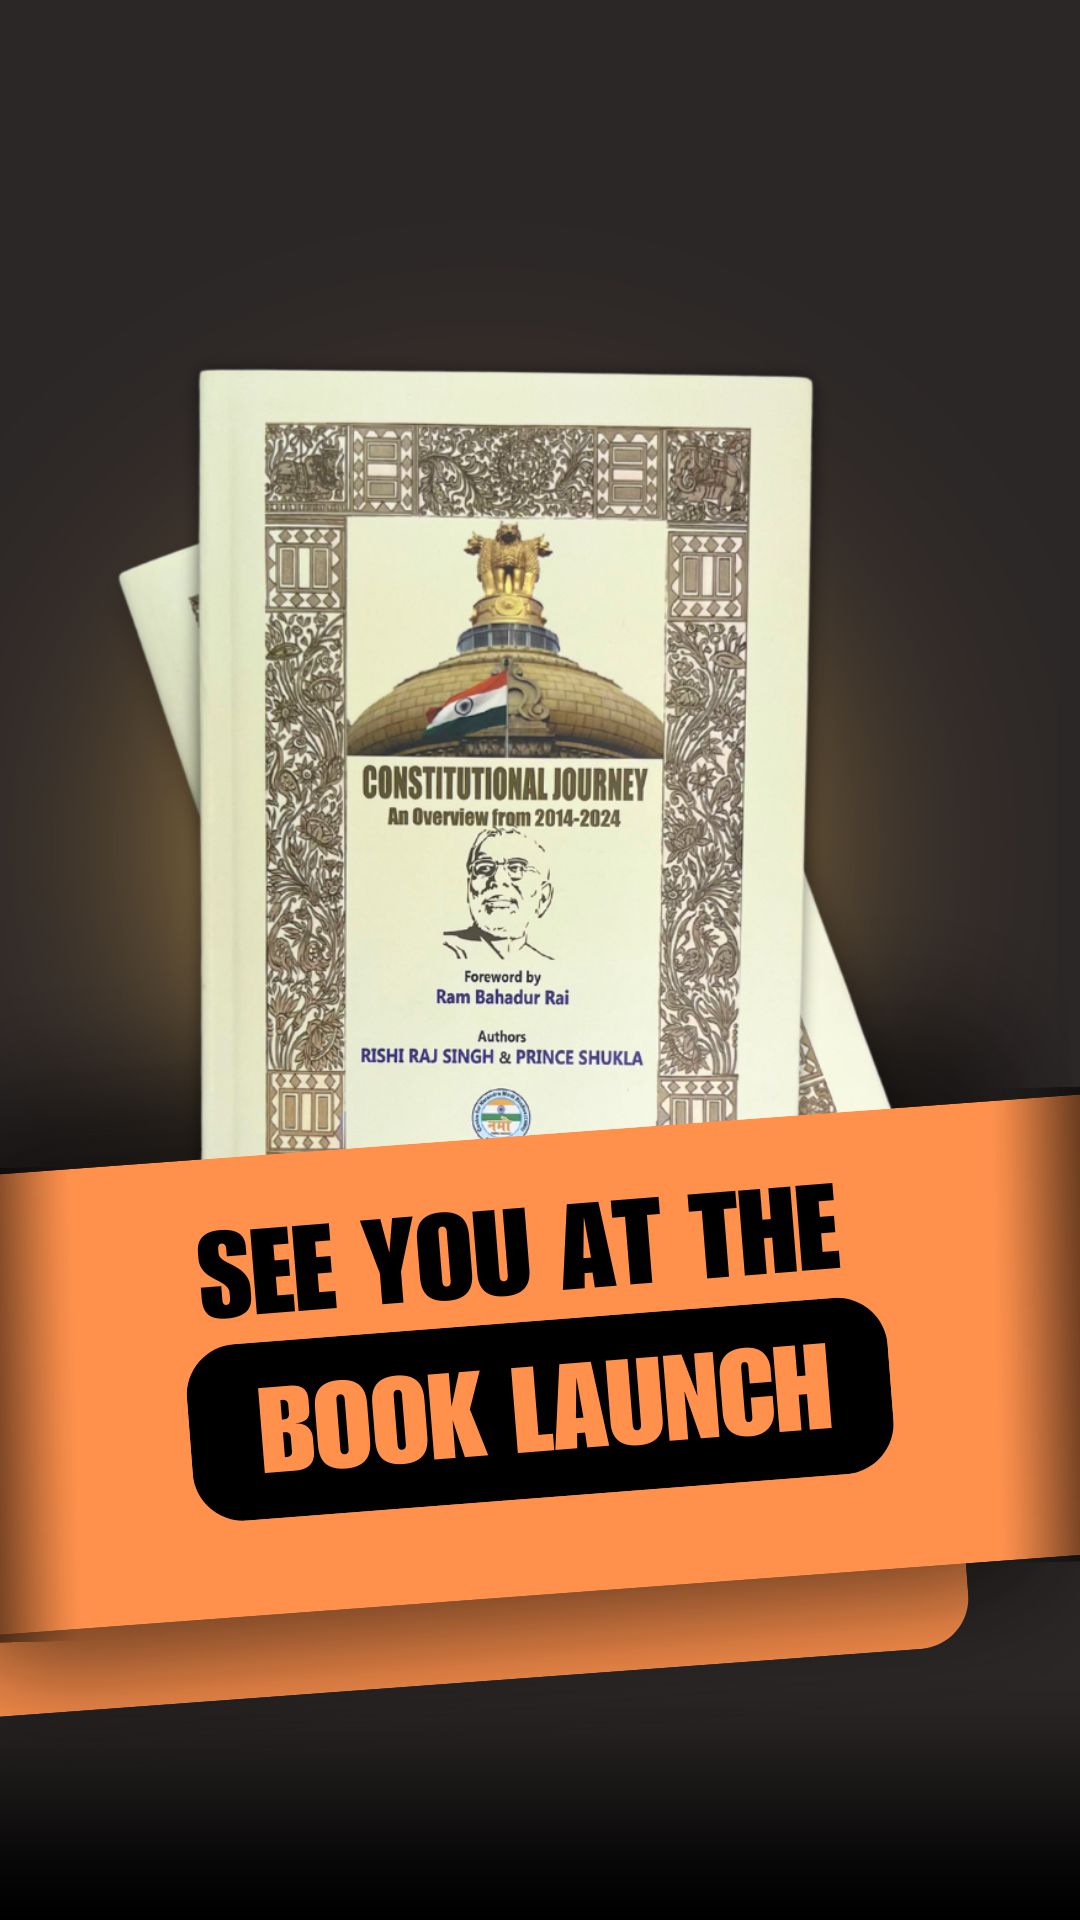 CONSTITUTIONAL JOURNEY
An Overview from 2014-2024
Foreword by
Ram Bahadur Rai
Authors
RISHI RAJ SINGH & PRINCE SHUKLA
नमो
SEE YOU AT THE
BOOK LAUNCH